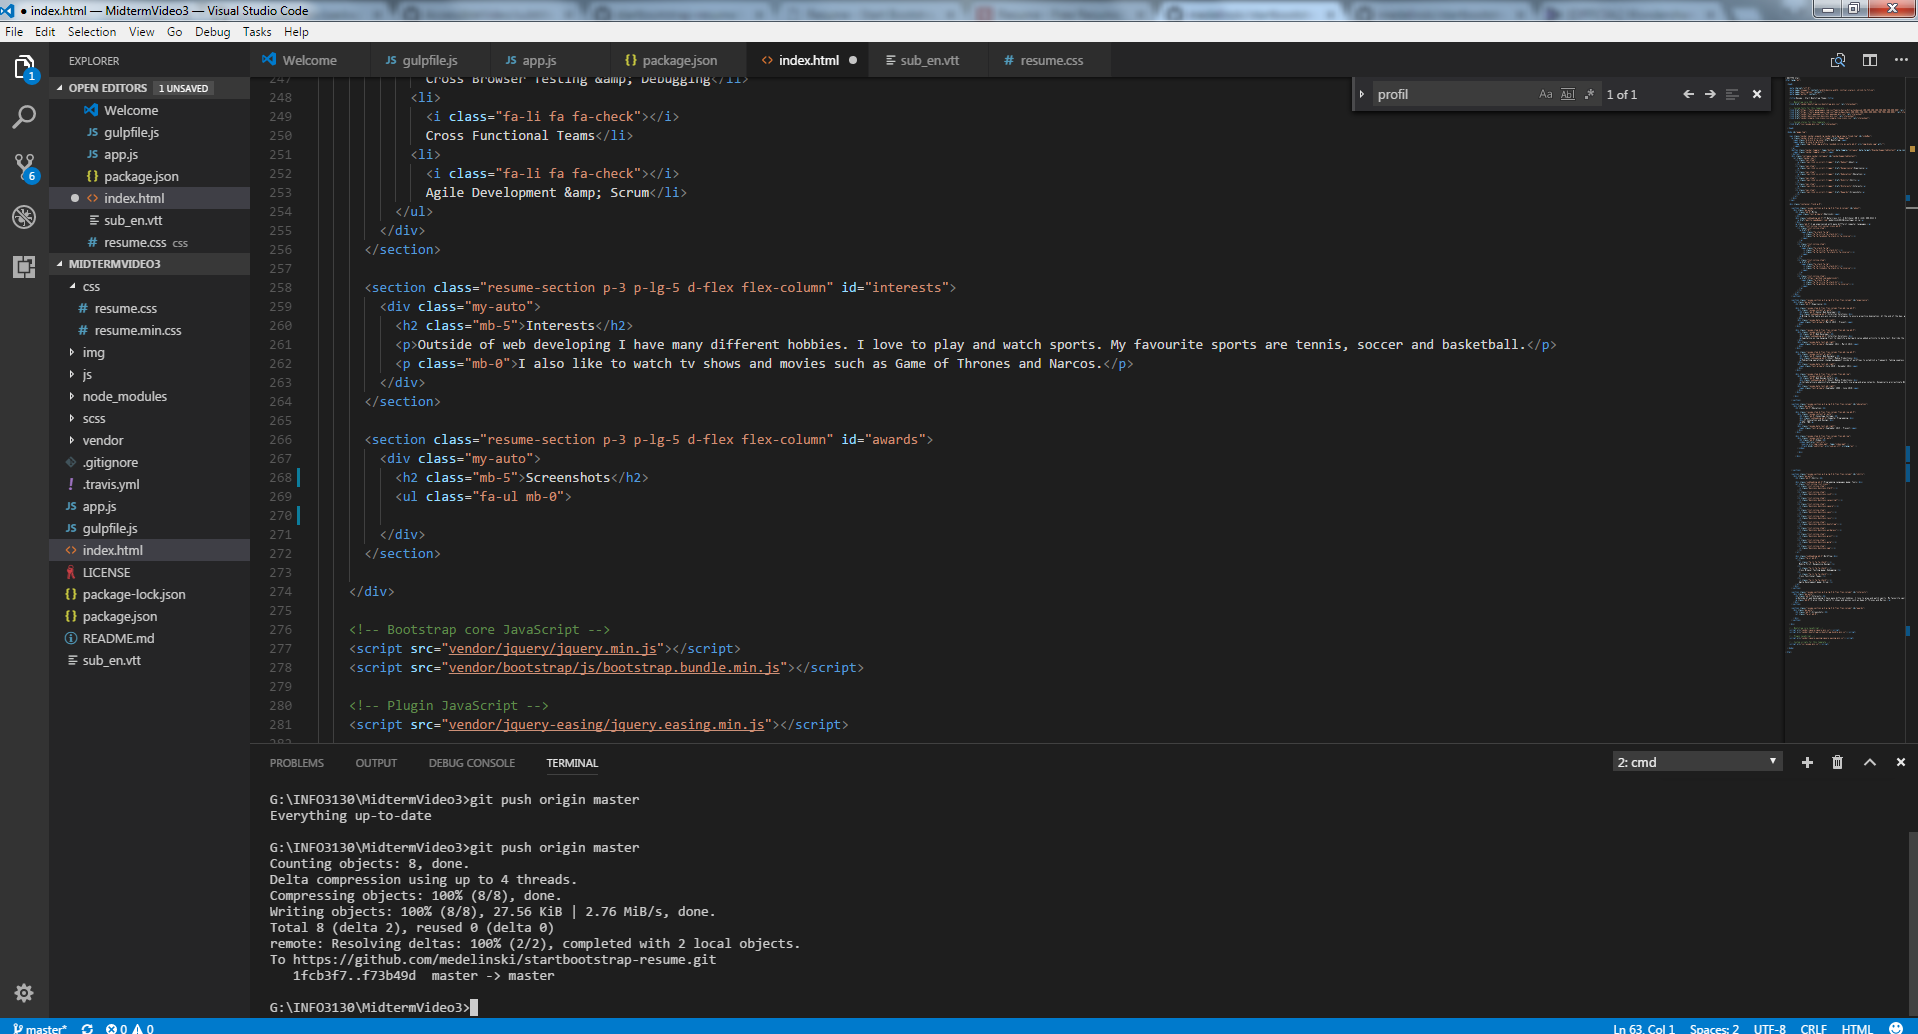 index.html — MidtermVideo3 — Visual Studio Code
File Edit Selection View Go Debug Tasks Help
EXPLORER
OPEN EDITORS 1 UNSAVED
Welcome
gulpfile.js
app.js
package.json
index.html
sub_en.vtt
resume.css css
MIDTERMVIDEO3
css
resume.css
resume.min.css
img
js
node_modules
scss
vendor
.gitignore
.travis.yml
app.js
gulpfile.js
index.html
LICENSE
package-lock.json
package.json
README.md
sub_en.vtt
1
6
Welcome gulpfile.js app.js package.json index.html sub_en.vtt resume.css
profil Aa Abl .* 1 of 1
247 Cross Browser Testing &amp; Debugging</li>
248 <li>
249 <i class="fa-li fa fa-check"></i>
250 Cross Functional Teams</li>
251 <li>
252 <i class="fa-li fa fa-check"></i>
253 Agile Development &amp; Scrum</li>
254 </ul>
255 </div>
256 </section>
257
258 <section class="resume-section p-3 p-lg-5 d-flex flex-column" id="interests">
259 <div class="my-auto">
260 <h2 class="mb-5">Interests</h2>
261 <p>Outside of web developing I have many different hobbies. I love to play and watch sports. My favourite sports are tennis, soccer and basketball.</p>
262 <p class="mb-0">I also like to watch tv shows and movies such as Game of Thrones and Narcos.</p>
263 </div>
264 </section>
265
266 <section class="resume-section p-3 p-lg-5 d-flex flex-column" id="awards">
267 <div class="my-auto">
268 <h2 class="mb-5">Screenshots</h2>
269 <ul class="fa-ul mb-0">
270
271 </div>
272 </section>
273
274 </div>
275
276 <!-- Bootstrap core JavaScript -->
277 <script src="vendor/jquery/jquery.min.js"></script>
278 <script src="vendor/bootstrap/js/bootstrap.bundle.min.js"></script>
279
280 <!-- Plugin JavaScript -->
281 <script src="vendor/jquery-easing/jquery.easing.min.js"></script>
282
PROBLEMS OUTPUT DEBUG CONSOLE TERMINAL
2: cmd
G:\INFO3130\MidtermVideo3>git push origin master
Everything up-to-date
G:\INFO3130\MidtermVideo3>git push origin master
Counting objects: 8, done.
Delta compression using up to 4 threads.
Compressing objects: 100% (8/8), done.
Writing objects: 100% (8/8), 27.56 KiB | 2.76 MiB/s, done.
Total 8 (delta 2), reused 0 (delta 0)
remote: Resolving deltas: 100% (2/2), completed with 2 local objects.
To https://github.com/medelinski/startbootstrap-resume.git
1fcb3f7..f73b49d master -> master
G:\INFO3130\MidtermVideo3>
master* 0 0 Ln 63, Col 1 Spaces: 2 UTF-8 CRLF HTML